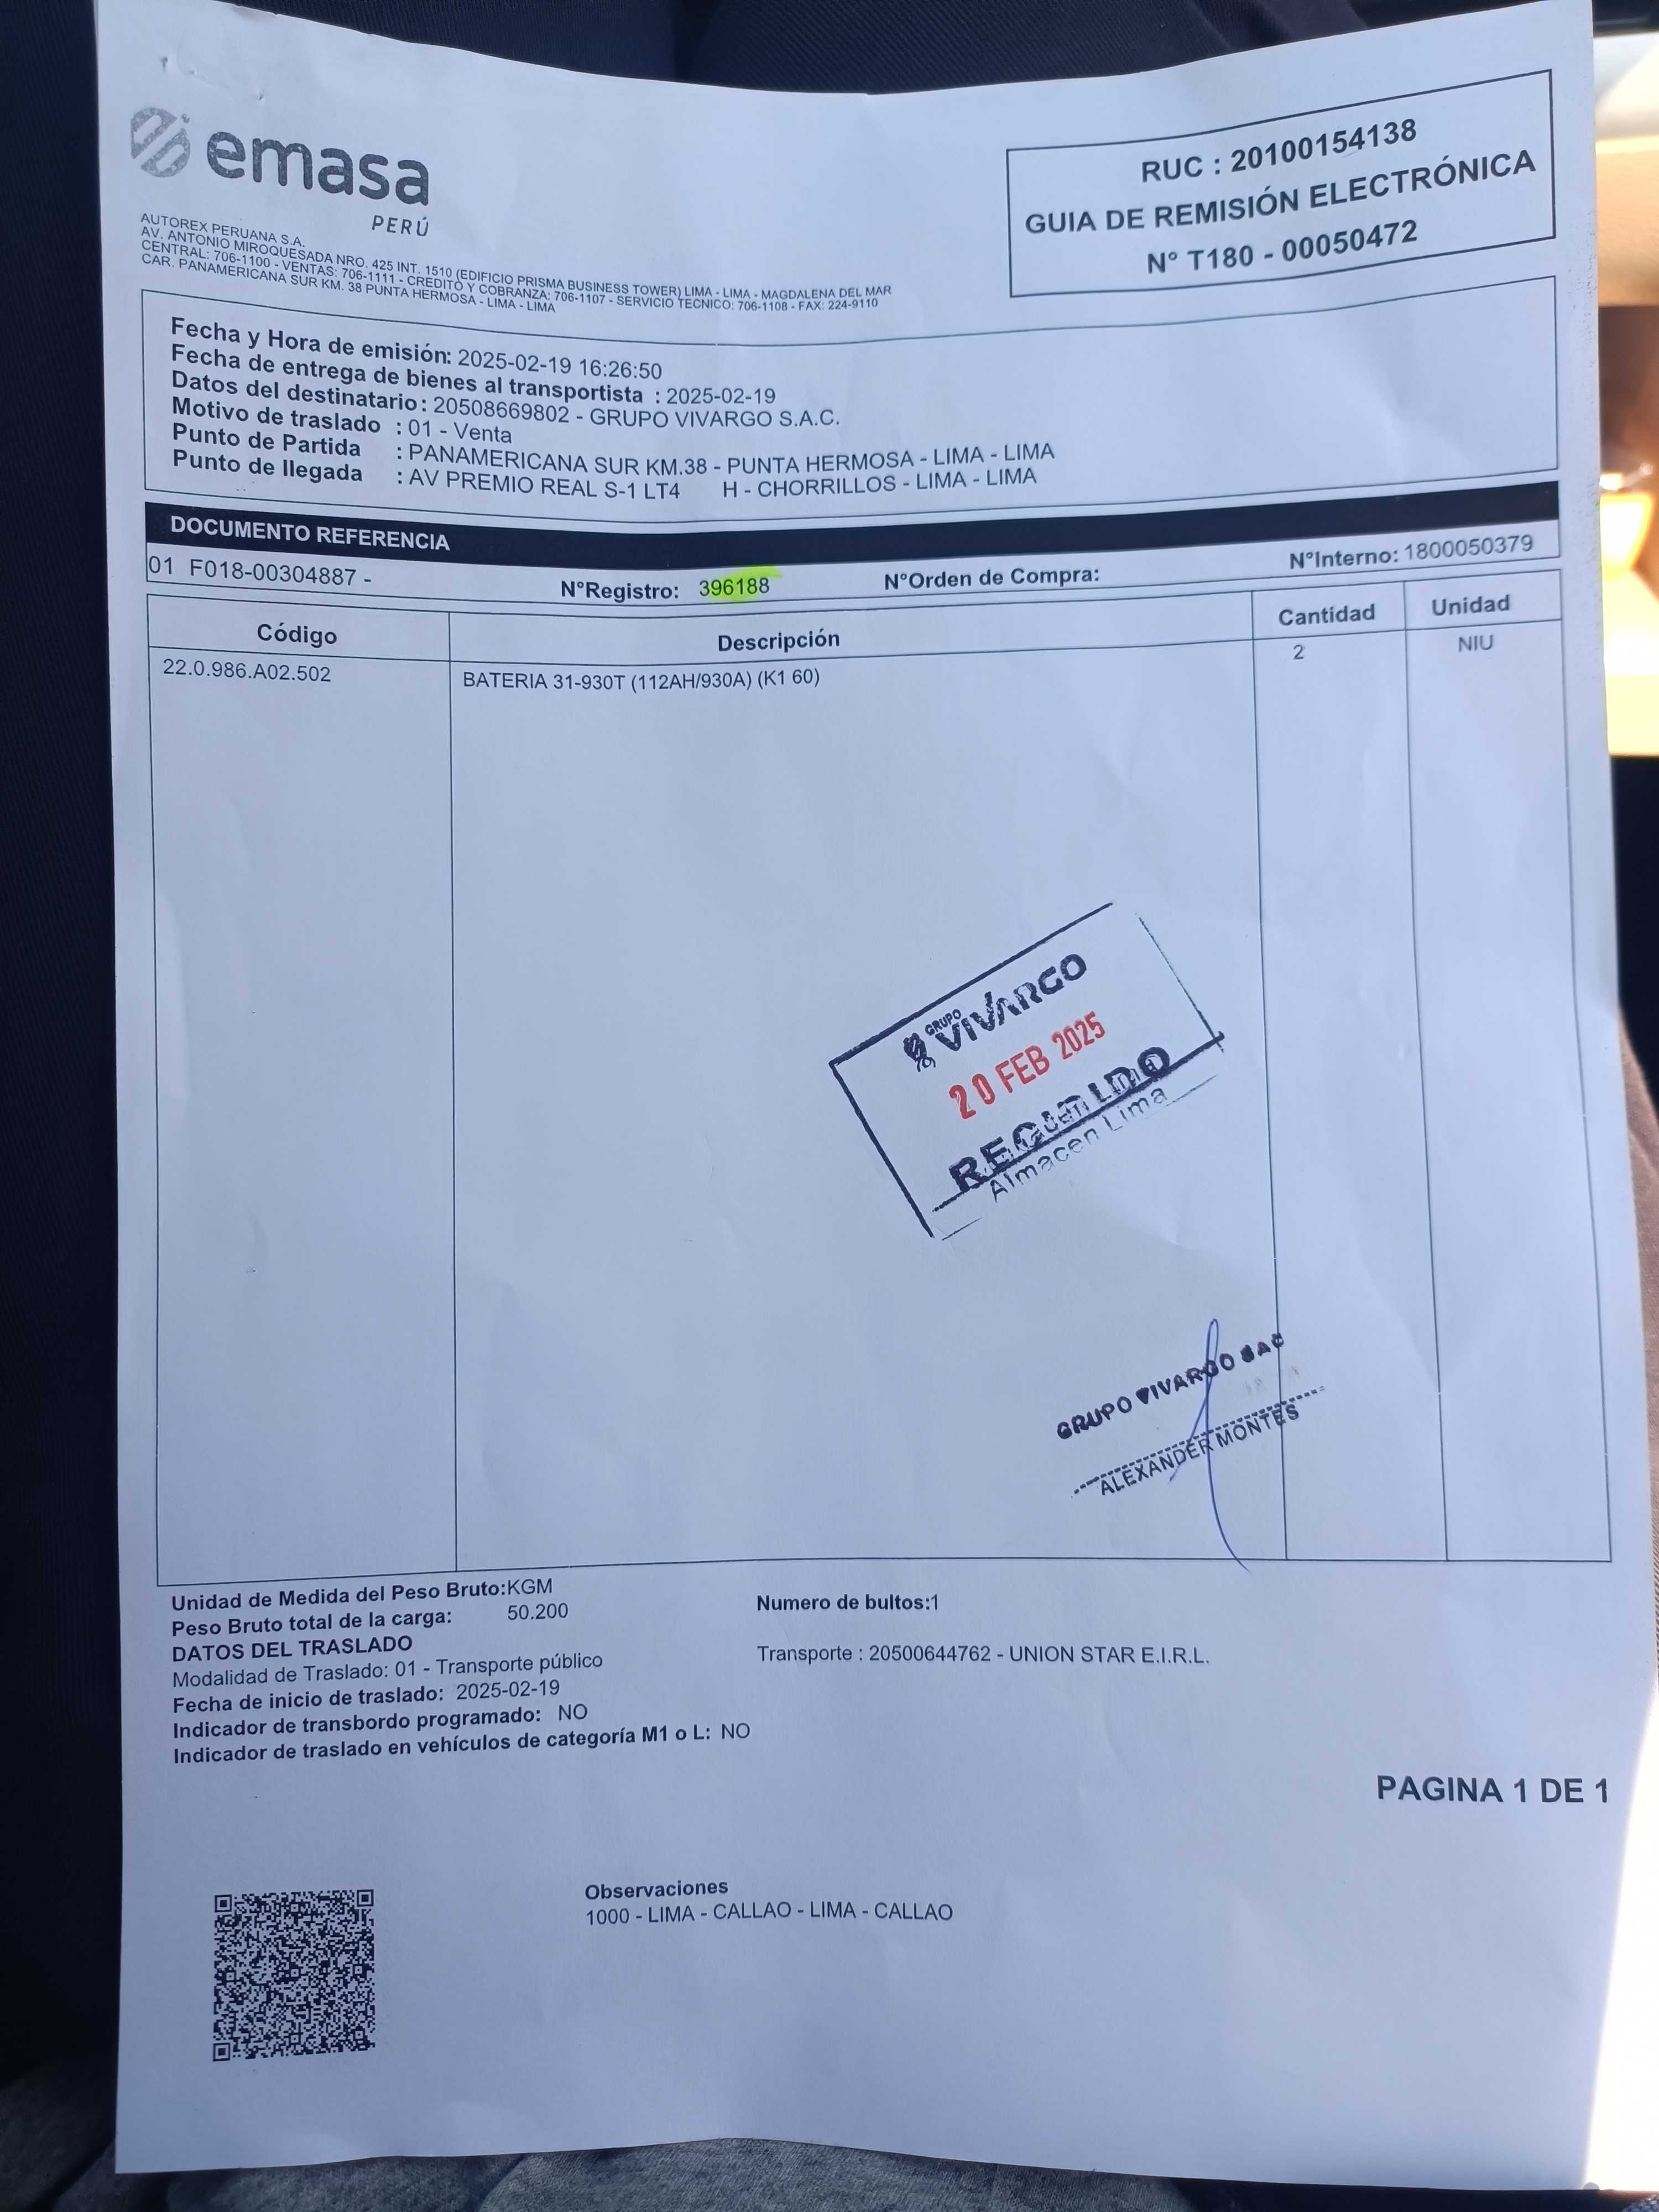 emasa
PERÚ
AUTOREX PERUANA S.A.
AV. ANTONIO MIROQUESADA NRO. 425 INT. 1510 (EDIFICIO PRISMA BUSINESS TOWER) LIMA - LIMA - MAGDALENA DEL MAR
CENTRAL: 706-1100 - VENTAS: 706-1111 - CREDITO Y COBRANZA: 706-1107 - SERVICIO TECNICO: 706-1108 - FAX: 224-9110
CAR. PANAMERICANA SUR KM. 38 PUNTA HERMOSA - LIMA - LIMA
RUC : 20100154138
GUIA DE REMISIÓN ELECTRÓNICA
N° T180 - 00050472
Fecha y Hora de emisión: 2025-02-19 16:26:50
Fecha de entrega de bienes al transportista : 2025-02-19
Datos del destinatario: 20508669802 - GRUPO VIVARGO S.A.C.
Motivo de traslado : 01 - Venta
Punto de Partida : PANAMERICANA SUR KM.38 - PUNTA HERMOSA - LIMA - LIMA
Punto de llegada : AV PREMIO REAL S-1 LT4 H - CHORRILLOS - LIMA - LIMA
DOCUMENTO REFERENCIA
01 F018-00304887 - N°Registro: 396188 N°Orden de Compra: N°Interno: 1800050379
Código Descripción Cantidad Unidad
22.0.986.A02.502 BATERIA 31-930T (112AH/930A) (K1 60) 2 NIU
GRUPO
VIVARGO
20 FEB 2025
Almacen Lima
GRUPO VIVARGO SAC
ALEXANDER MONTES
Unidad de Medida del Peso Bruto:KGM
Peso Bruto total de la carga: 50.200
Numero de bultos:1
DATOS DEL TRASLADO
Modalidad de Traslado: 01 - Transporte público
Transporte : 20500644762 - UNION STAR E.I.R.L.
Fecha de inicio de traslado: 2025-02-19
Indicador de transbordo programado: NO
Indicador de traslado en vehículos de categoría M1 o L: NO
PAGINA 1 DE 1
Observaciones
1000 - LIMA - CALLAO - LIMA - CALLAO